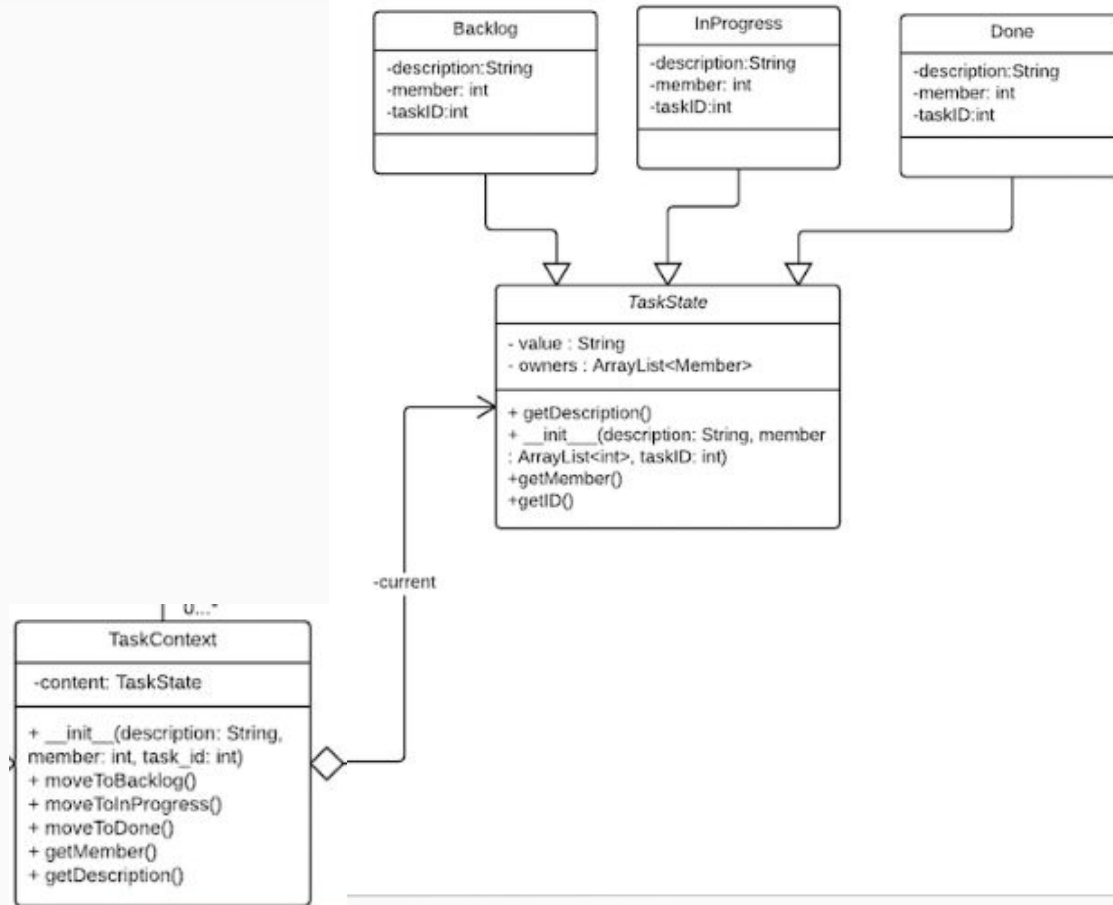 Backlog
-description:String
-member: int
-taskID:int
InProgress
-description:String
-member: int
-taskID:int
Done
-description:String
-member: int
-taskID:int
TaskState
- value : String
- owners : ArrayList<Member>
+ getDescription()
+ __init___(description: String, member
: ArrayList<int>, taskID: int)
+getMember()
+getID()
-current
0...*
TaskContext
-content: TaskState
+ __init__(description: String,
member: int, task_id: int)
+ moveToBacklog()
+ moveToInProgress()
+ moveToDone()
+ getMember()
+ getDescription()